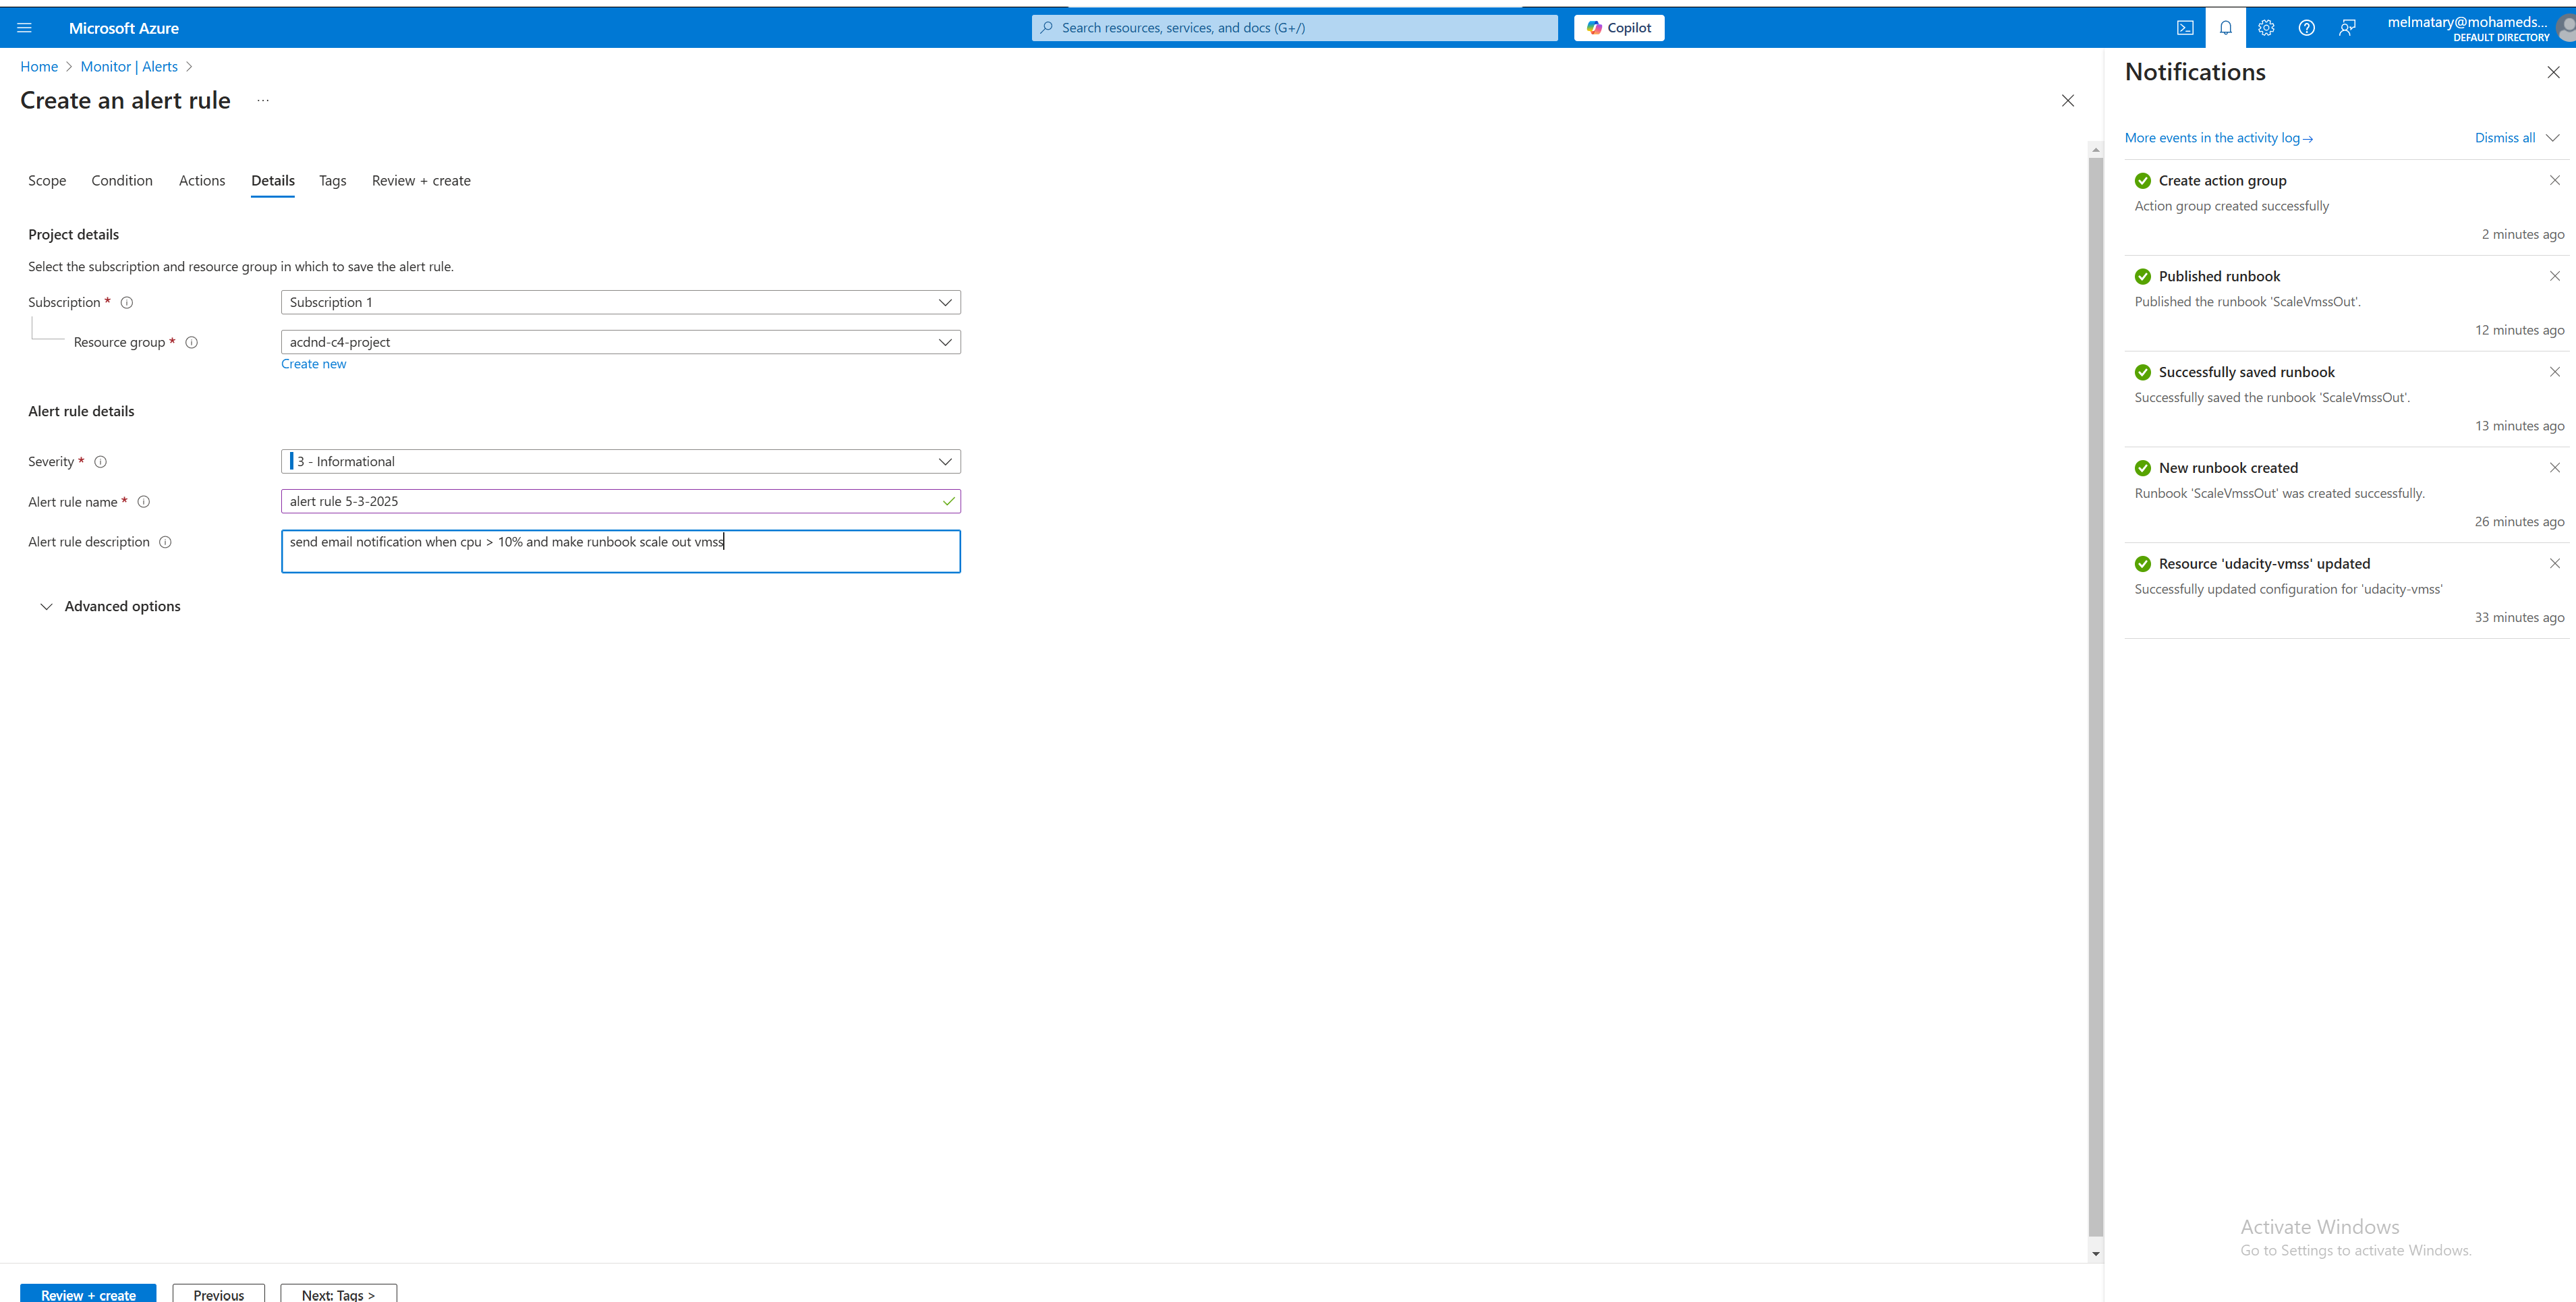 Microsoft Azure
Search resources, services, and docs (G+/)
Copilot
melmatary@mohameds...
DEFAULT DIRECTORY
Home > Monitor | Alerts >
Create an alert rule ...
Scope Condition Actions Details Tags Review + create
Project details
Select the subscription and resource group in which to save the alert rule.
Subscription * Subscription 1
Resource group * acdnd-c4-project
Create new
Alert rule details
Severity * 3 - Informational
Alert rule name * alert rule 5-3-2025
Alert rule description send email notification when cpu > 10% and make runbook scale out vmss
Advanced options
Review + create Previous Next: Tags >
Notifications
More events in the activity log→ Dismiss all
Create action group
Action group created successfully
2 minutes ago
Published runbook
Published the runbook 'ScaleVmssOut'.
12 minutes ago
Successfully saved runbook
Successfully saved the runbook 'ScaleVmssOut'.
13 minutes ago
New runbook created
Runbook 'ScaleVmssOut' was created successfully.
26 minutes ago
Resource 'udacity-vmss' updated
Successfully updated configuration for 'udacity-vmss'
33 minutes ago
Activate Windows
Go to Settings to activate Windows.